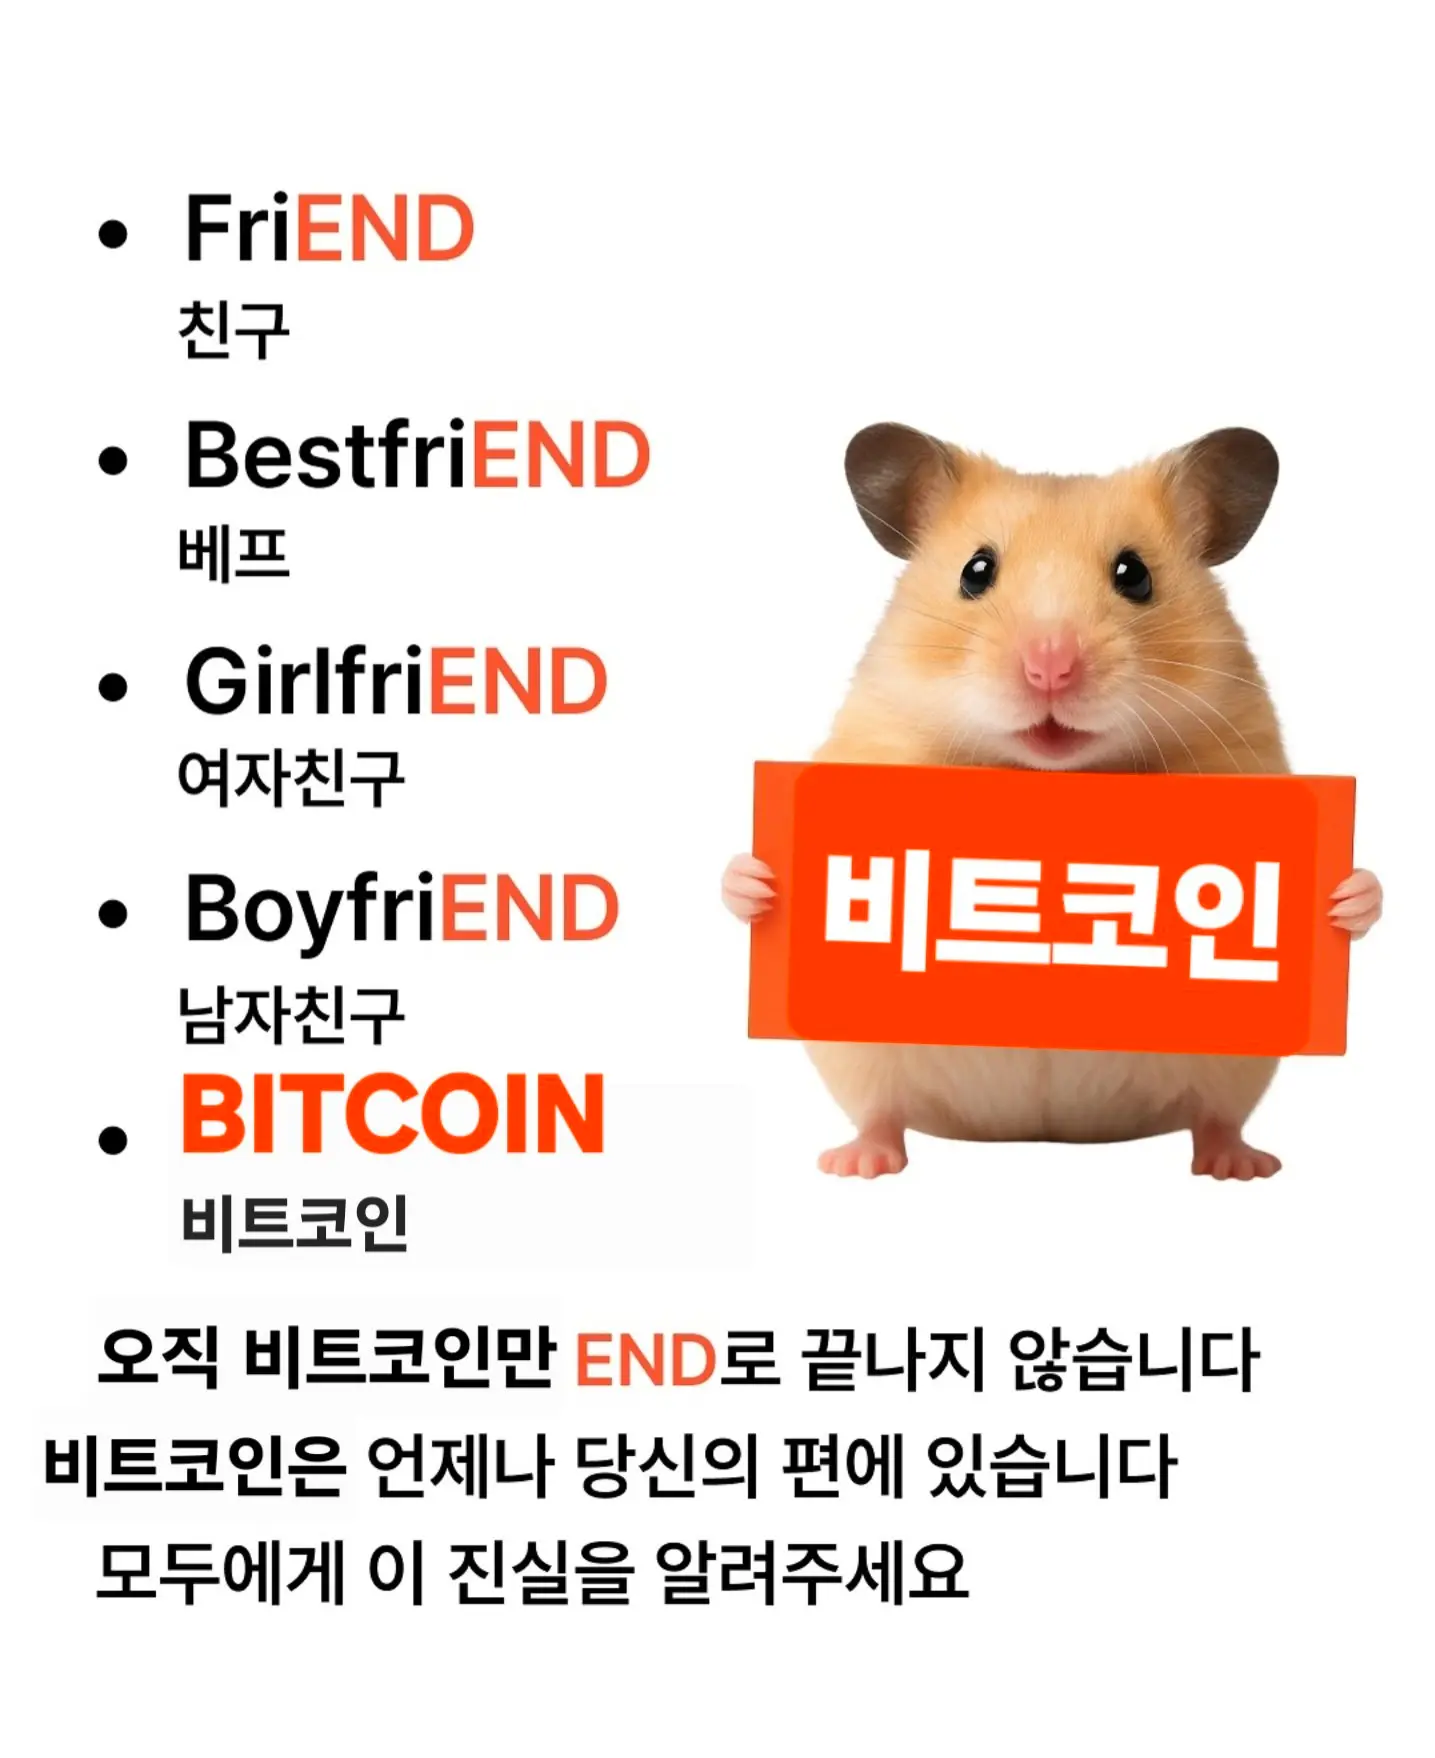 • FriEND
친구
• BestfriEND
베프
• GirlfriEND
여자친구
• BoyfriEND
남자친구
• BITCOIN
비트코인
비트코인
오직 비트코인만 END로 끝나지 않습니다
비트코인은 언제나 당신의 편에 있습니다
모두에게 이 진실을 알려주세요